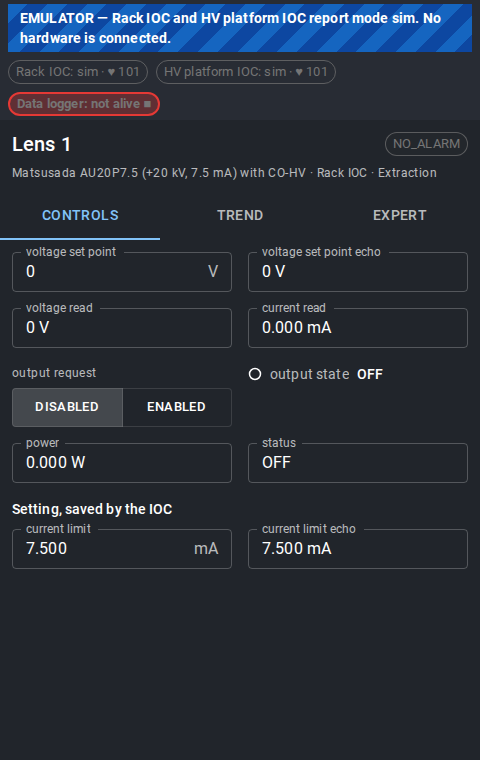 EMULATOR — Rack IOC and HV platform IOC report mode sim. No
hardware is connected.
Rack IOC: sim · ♥ 101
HV platform IOC: sim · ♥ 101
Data logger: not alive ■
Lens 1
NO_ALARM
Matsusada AU20P7.5 (+20 kV, 7.5 mA) with CO-HV · Rack IOC · Extraction
CONTROLS
TREND
EXPERT
voltage set point
0 V
voltage set point echo
0 V
voltage read
0 V
current read
0.000 mA
output request
DISABLED
ENABLED
output state OFF
power
0.000 W
status
OFF
Setting, saved by the IOC
current limit
7.500 mA
current limit echo
7.500 mA